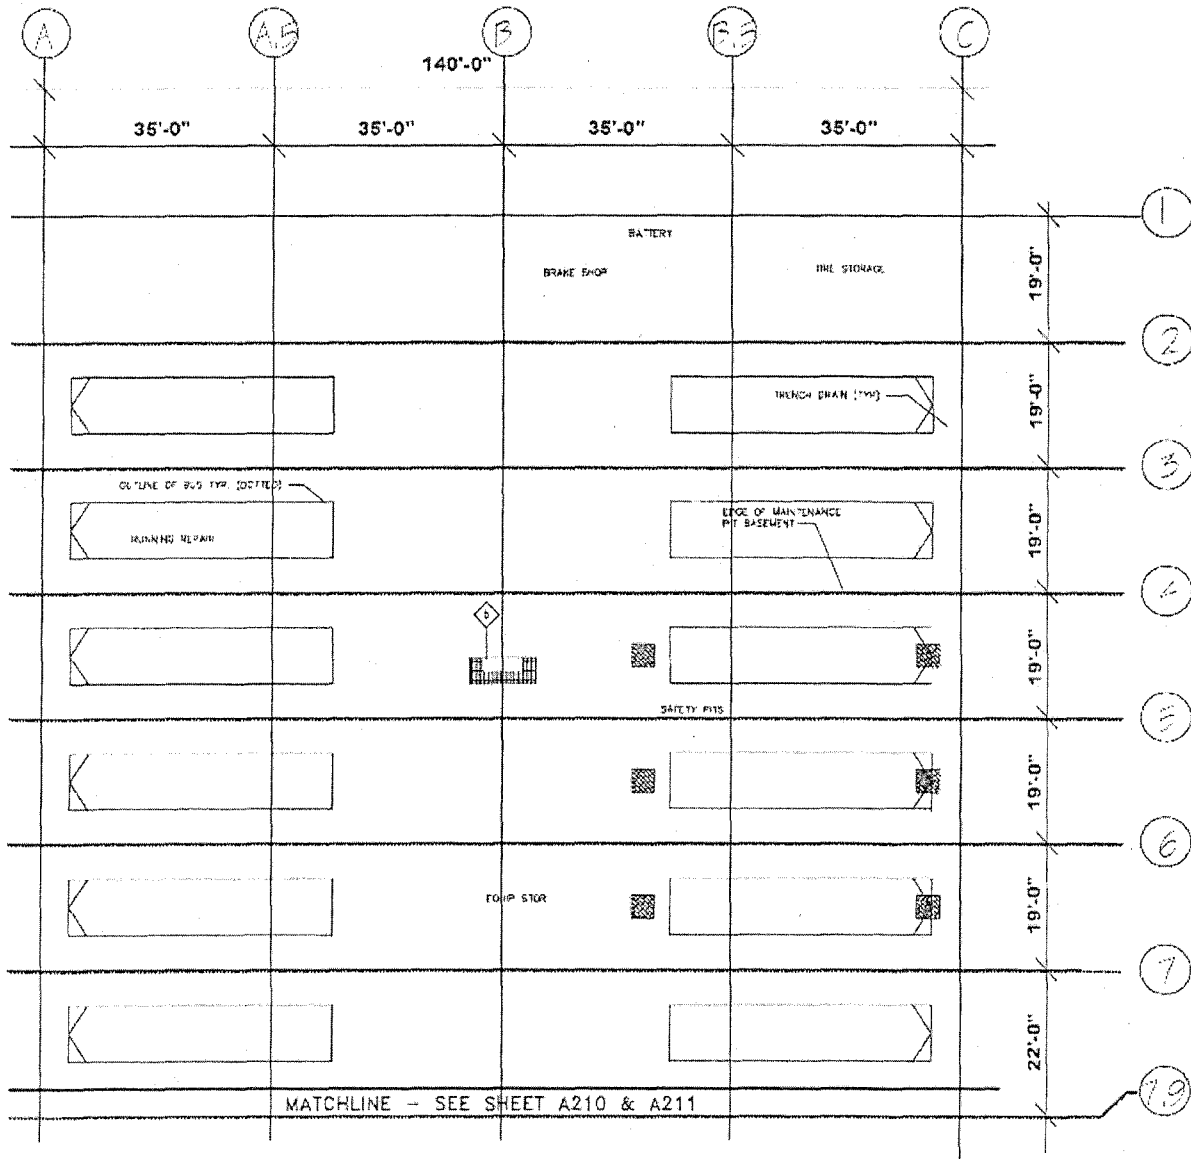 A
A.5
B
B.5
C
140'-0"
35'-0"
35'-0"
35'-0"
35'-0"
1
BATTERY
BRAKE SHOP
TIRE STORAGE
19'-0"
2
TRENCH DRAIN (TYP)
19'-0"
3
OUTLINE OF BUS TYP. (DOTTED)
RUNNING REPAIR
EDGE OF MAINTENANCE
PIT BASEMENT
19'-0"
4
6
19'-0"
SAFETY PITS
5
19'-0"
6
EQUIP STOR
19'-0"
7
22'-0"
7.9
MATCHLINE - SEE SHEET A210 & A211